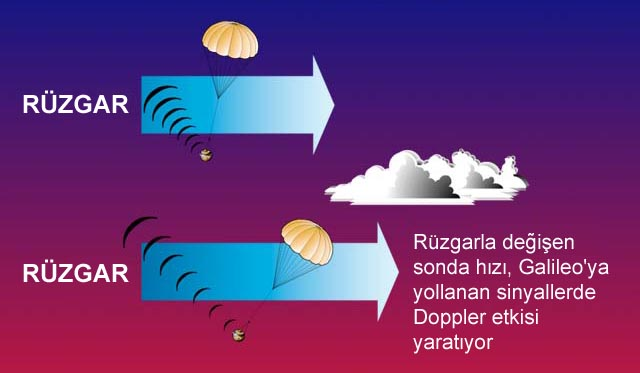 RÜZGAR
RÜZGAR
Rüzgarla değişen
sonda hızı, Galileo'ya
yollanan sinyallerde
Doppler etkisi
yaratıyor